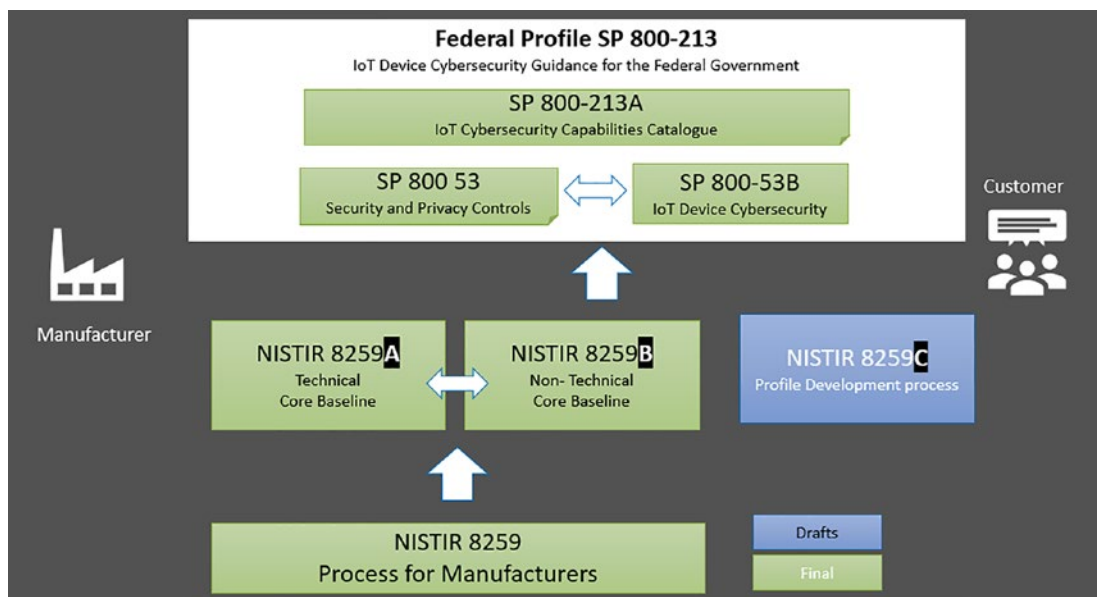 Federal Profile SP 800-213
IoT Device Cybersecurity Guidance for the Federal Government
SP 800-213A
IoT Cybersecurity Capabilities Catalogue
SP 800 53
Security and Privacy Controls
SP 800-53B
IoT Device Cybersecurity
Customer
Manufacturer
NISTIR 8259A
Technical
Core Baseline
NISTIR 8259B
Non- Technical
Core Baseline
NISTIR 8259C
Profile Development process
NISTIR 8259
Process for Manufacturers
Drafts
Final